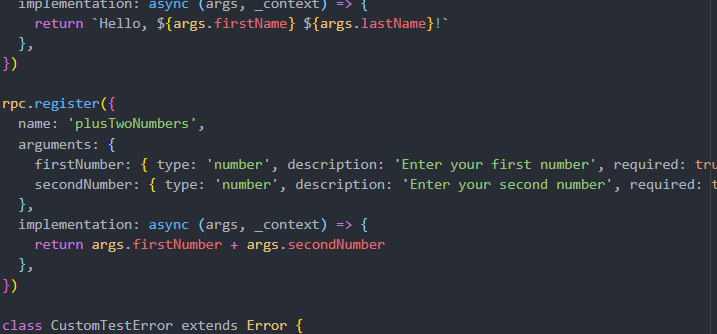 implementation: async (args, _context) => {
return `Hello, ${args.firstName} ${args.lastName}!`
},
})
rpc.register({
name: 'plusTwoNumbers',
arguments: {
firstNumber: { type: 'number', description: 'Enter your first number', required: tru
secondNumber: { type: 'number', description: 'Enter your second number', required: t
},
implementation: async (args, _context) => {
return args.firstNumber + args.secondNumber
},
})
class CustomTestError extends Error {